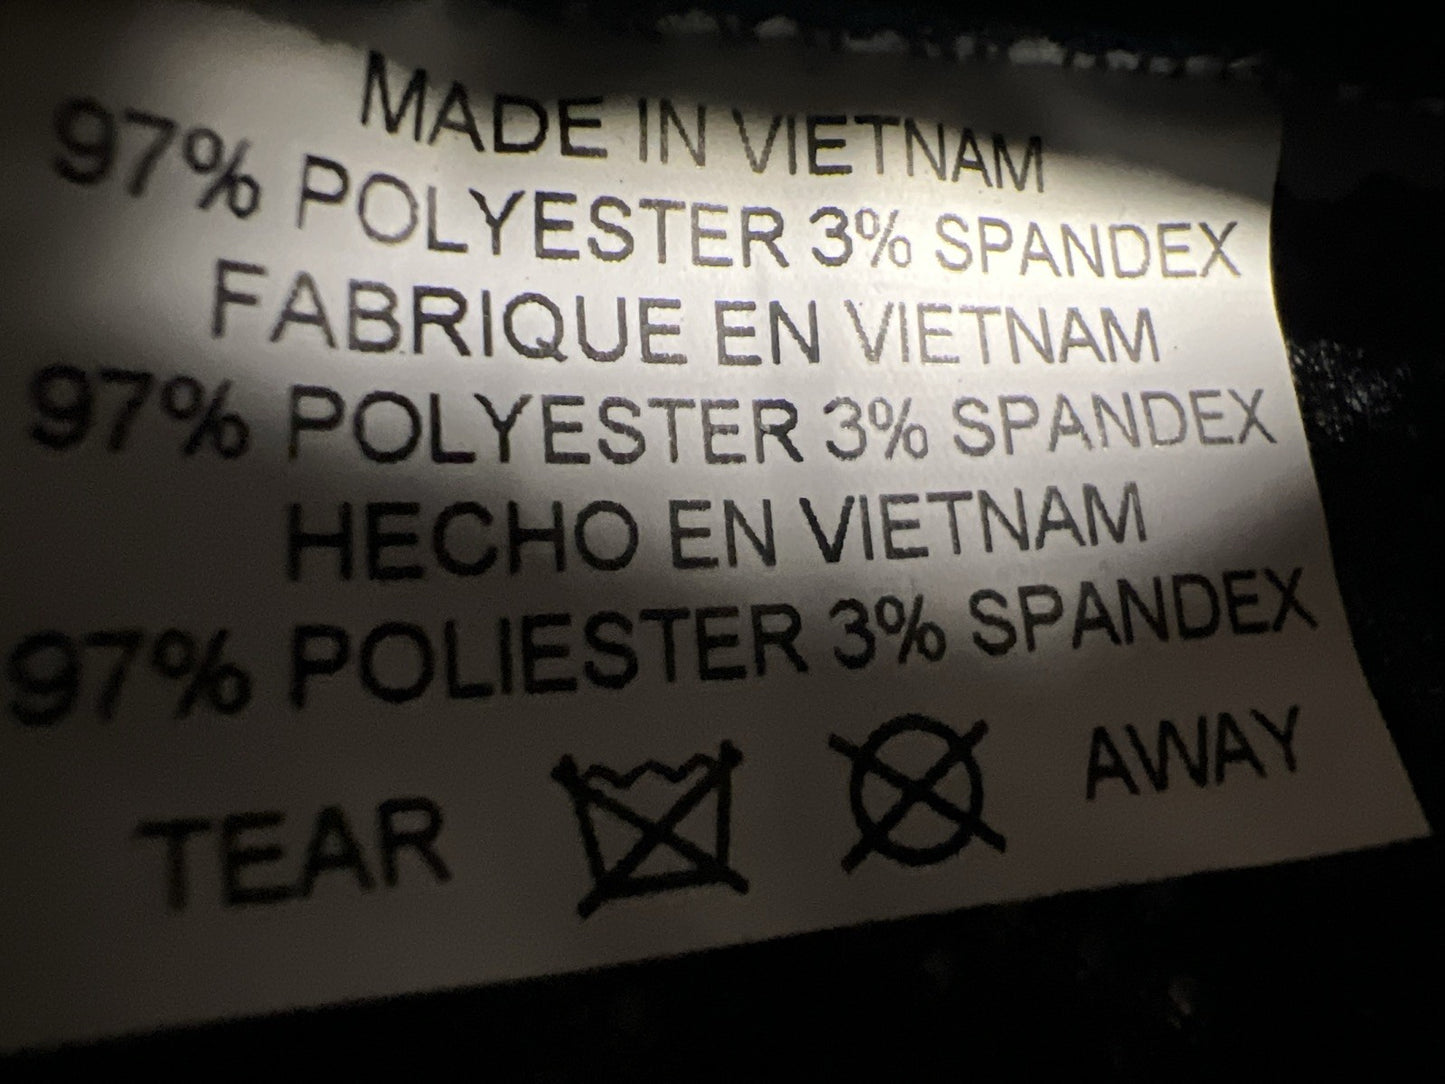 MADE IN VIETNAM
97% POLYESTER 3% SPANDEX
FABRIQUE EN VIETNAM
97% POLYESTER 3% SPANDEX
HECHO EN VIETNAM
97% POLIESTER 3% SPANDEX
TEAR AWAY